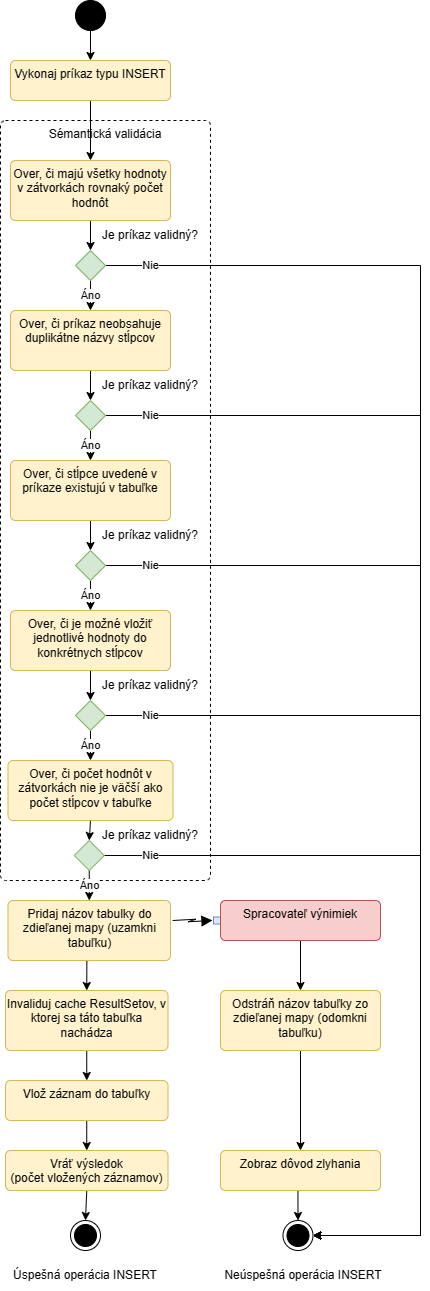 Vykonaj príkaz typu INSERT
Sémantická validácia
Over, či majú všetky hodnoty
v zátvorkách rovnaký počet
hodnôt
Je príkaz validný?
Nie
Áno
Over, či príkaz neobsahuje
duplikátne názvy stĺpcov
Je príkaz validný?
Nie
Áno
Over, či stĺpce uvedené v
príkaze existujú v tabuľke
Je príkaz validný?
Nie
Áno
Over, či je možné vložiť
jednotlivé hodnoty do
konkrétnych stĺpcov
Je príkaz validný?
Nie
Áno
Over, či počet hodnôt v
zátvorkách nie je väčší ako
počet stĺpcov v tabuľke
Je príkaz validný?
Nie
Áno
Pridaj názov tabulky do
zdieľanej mapy (uzamkni
tabuľku)
Spracovateľ výnimiek
Invaliduj cache ResultSetov, v
ktorej sa táto tabuľka
nachádza
Odstráň názov tabuľky zo
zdieľanej mapy (odomkni
tabuľku)
Vlož záznam do tabuľky
Vráť výsledok
(počet vložených záznamov)
Zobraz dôvod zlyhania
Úspešná operácia INSERT
Neúspešná operácia INSERT